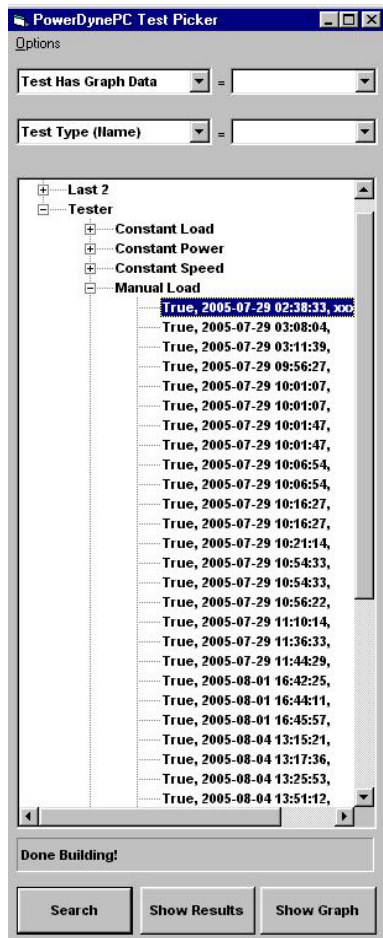 PowerDynePC Test Picker
Options
Test Has Graph Data =
Test Type (Name) =
Last 2
Tester
Constant Load
Constant Power
Constant Speed
Manual Load
True, 2005-07-29 02:38:33, xxx
True, 2005-07-29 03:08:04,
True, 2005-07-29 03:11:39,
True, 2005-07-29 09:56:27,
True, 2005-07-29 10:01:07,
True, 2005-07-29 10:01:07,
True, 2005-07-29 10:01:47,
True, 2005-07-29 10:01:47,
True, 2005-07-29 10:06:54,
True, 2005-07-29 10:06:54,
True, 2005-07-29 10:16:27,
True, 2005-07-29 10:16:27,
True, 2005-07-29 10:21:14,
True, 2005-07-29 10:54:33,
True, 2005-07-29 10:54:33,
True, 2005-07-29 10:56:22,
True, 2005-07-29 11:10:14,
True, 2005-07-29 11:36:33,
True, 2005-07-29 11:44:29,
True, 2005-08-01 16:42:25,
True, 2005-08-01 16:44:11,
True, 2005-08-01 16:45:57,
True, 2005-08-04 13:15:21,
True, 2005-08-04 13:17:36,
True, 2005-08-04 13:25:53,
True, 2005-08-04 13:51:12,
Done Building!
Search Show Results Show Graph